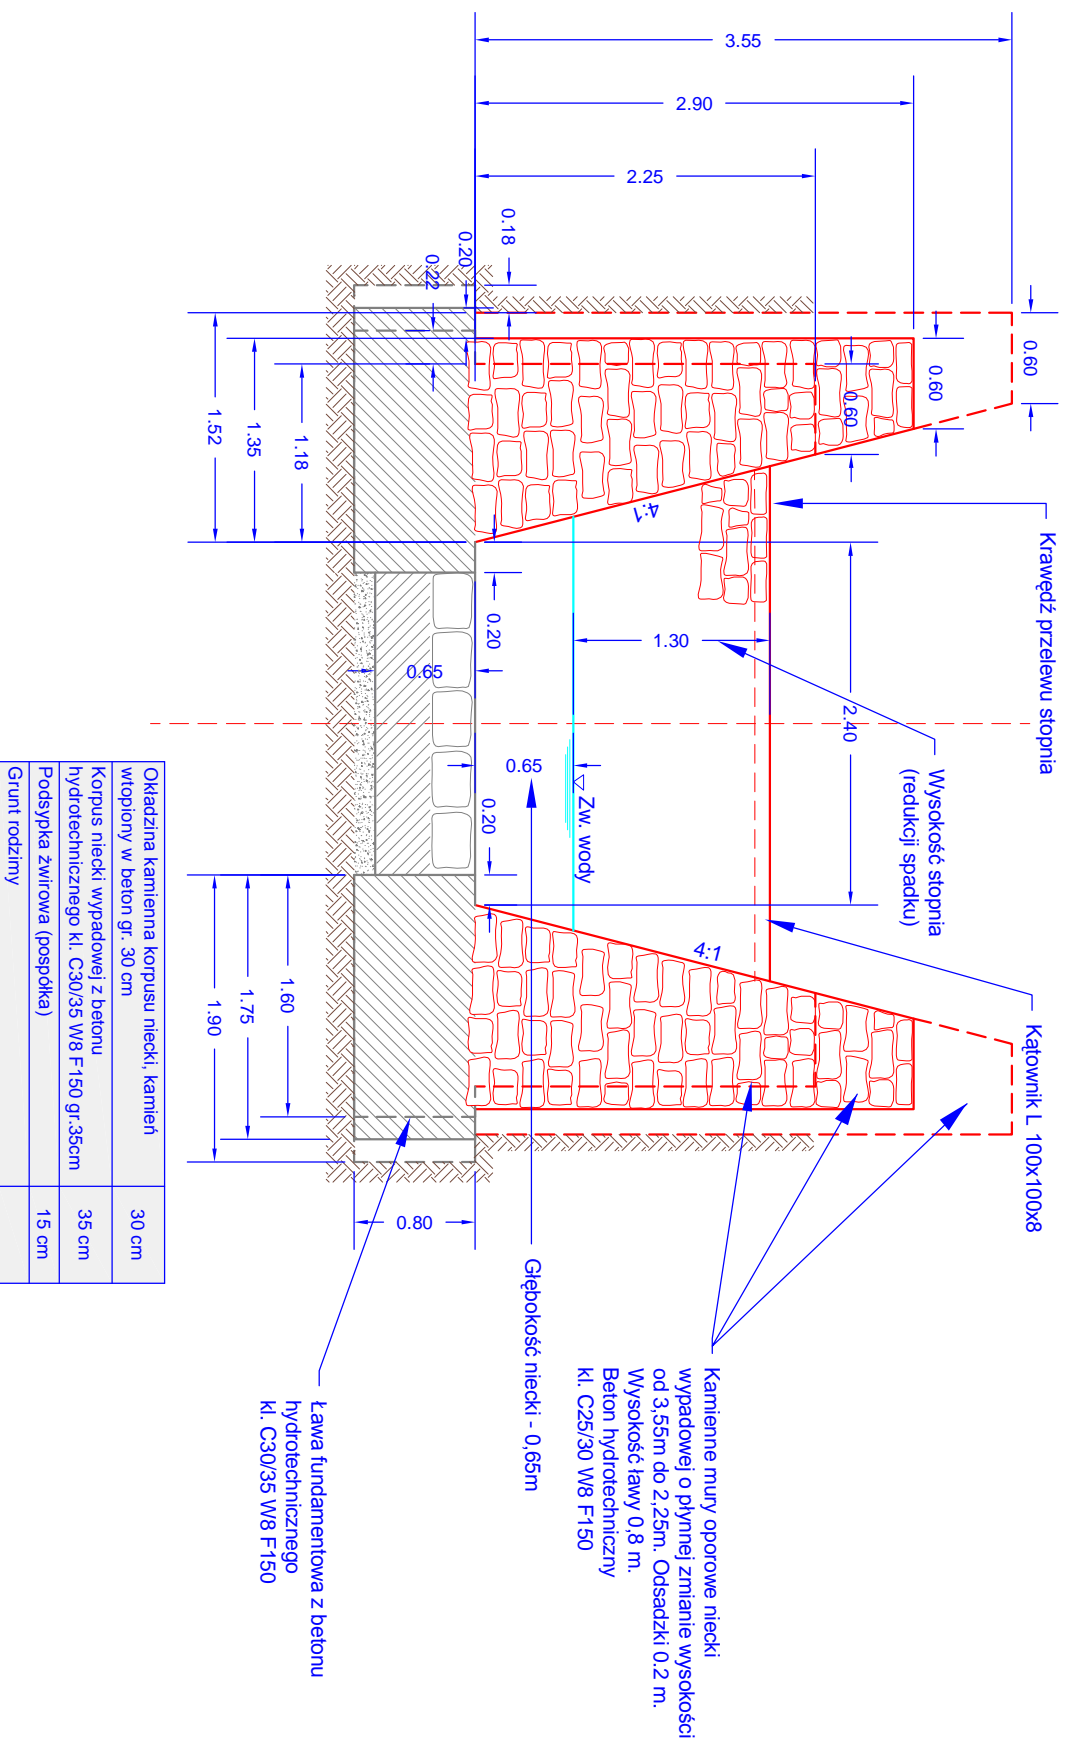 3.55
2.90
2.25
0.18
0.20
0.22
0.60
0.60
0.60
1.52
1.35
1.18
4:1
Krawędź przelewu stopnia
0.20
1.30
0.65
2.40
Wysokość stopnia
(redukcji spadku)
0.65
Zw. wody
0.20
4:1
Kątownik L 100x100x8
1.60
1.75
1.90
0.80
Głębokość niecki - 0,65m
Kamienne mury oporowe niecki
wypadowej o płynnej zmianie wysokości
od 3,55m do 2,25m. Odsadzki 0.2 m.
Wysokość ławy 0,8 m.
Beton hydrotechniczny
kl. C25/30 W8 F150
Ława fundamentowa z betonu
hydrotechnicznego
kl. C30/35 W8 F150
Okładzina kamienna korpusu niecki, kamień
wtopiony w beton gr. 30 cm
30 cm
Korpus niecki wypadowej z betonu
hydrotechnicznego kl. C30/35 W8 F150 gr.35cm
35 cm
Podsypka żwirowa (pospółka)
15 cm
Grunt rodzimy